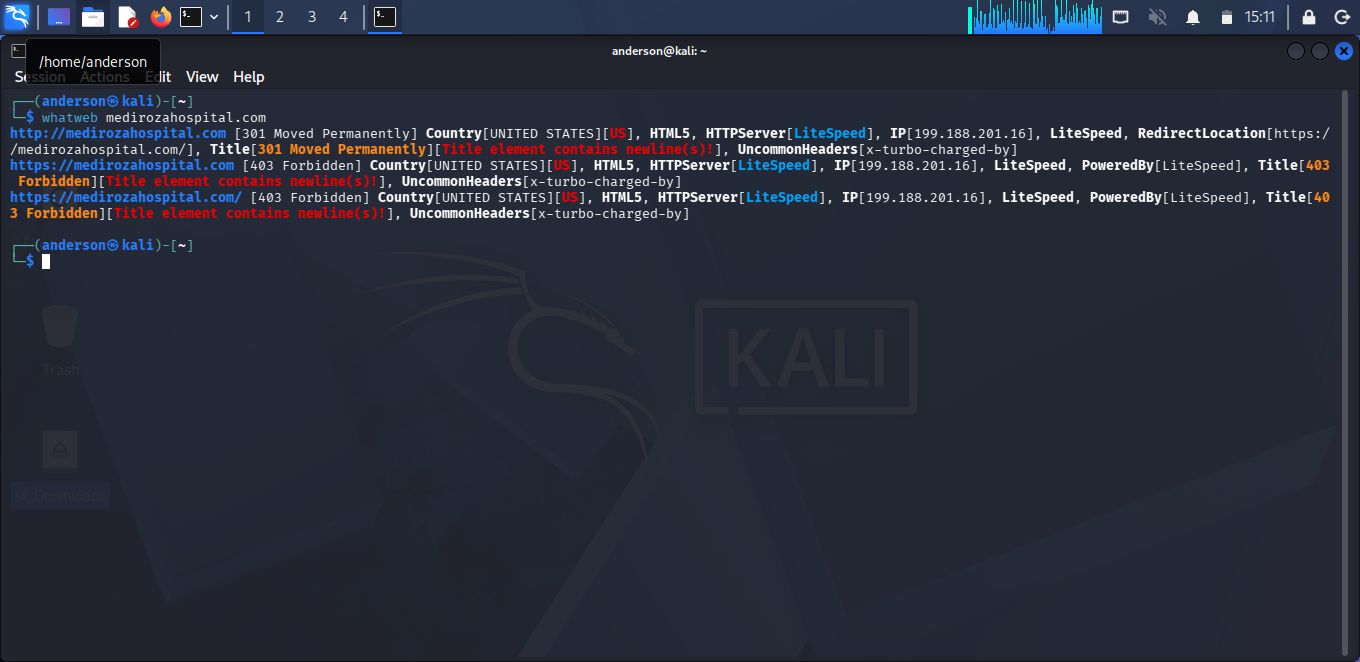 1 2 3 4 15:11
anderson@kali: ~
/home/anderson
Session Actions Edit View Help
┌──(anderson㉿kali)-[~]
└─$ whatweb medirozahospital.com
http://medirozahospital.com [301 Moved Permanently] Country[UNITED STATES][US], HTML5, HTTPServer[LiteSpeed], IP[199.188.201.16], LiteSpeed, RedirectLocation[https:/
/medirozahospital.com/], Title[301 Moved Permanently][Title element contains newline(s)!], UncommonHeaders[x-turbo-charged-by]
https://medirozahospital.com [403 Forbidden] Country[UNITED STATES][US], HTML5, HTTPServer[LiteSpeed], IP[199.188.201.16], LiteSpeed, PoweredBy[LiteSpeed], Title[403
 Forbidden][Title element contains newline(s)!], UncommonHeaders[x-turbo-charged-by]
https://medirozahospital.com/ [403 Forbidden] Country[UNITED STATES][US], HTML5, HTTPServer[LiteSpeed], IP[199.188.201.16], LiteSpeed, PoweredBy[LiteSpeed], Title[40
3 Forbidden][Title element contains newline(s)!], UncommonHeaders[x-turbo-charged-by]
┌──(anderson㉿kali)-[~]
└─$
KALI
Trash
sf_Downloads